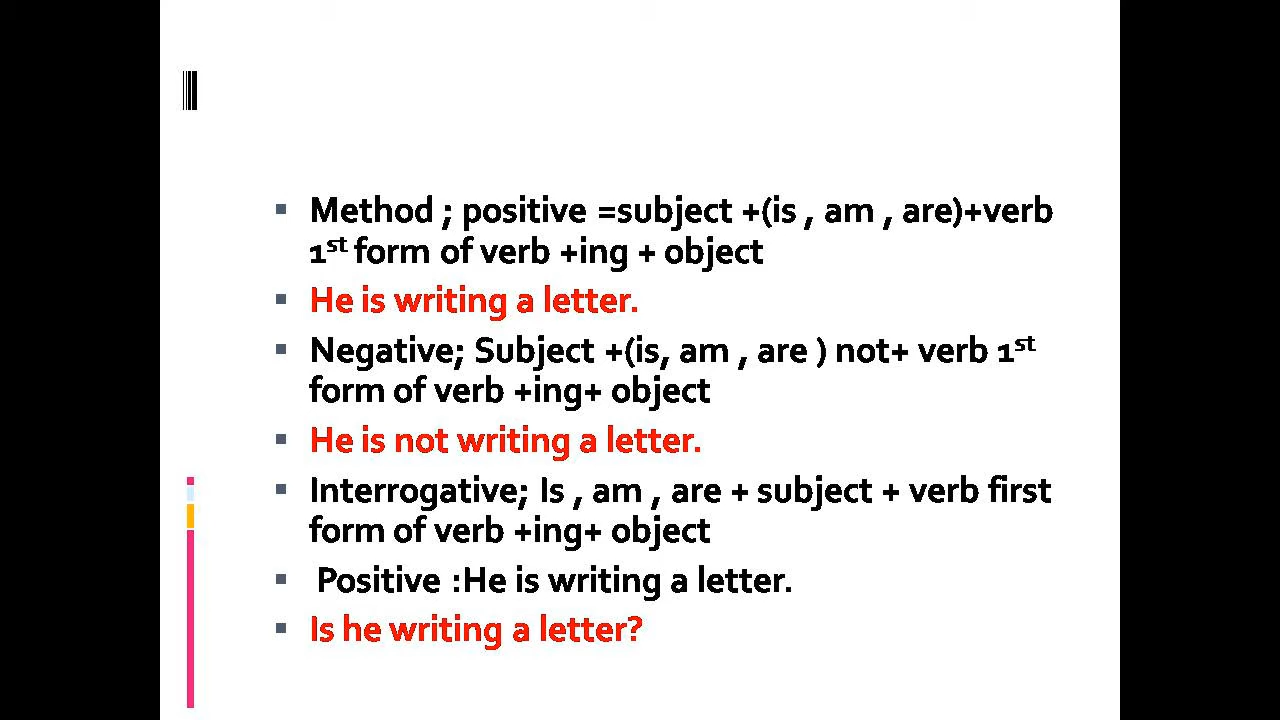 Method ; positive =subject +(is , am , are)+verb
1st form of verb +ing + object
He is writing a letter.
Negative; Subject +(is, am , are ) not+ verb 1st
form of verb +ing+ object
He is not writing a letter.
Interrogative; Is , am , are + subject + verb first
form of verb +ing+ object
Positive :He is writing a letter.
Is he writing a letter?